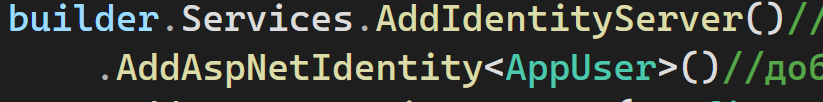 builder.Services.AddIdentityServer()//
.AddAspNetIdentity<AppUser>()//доб